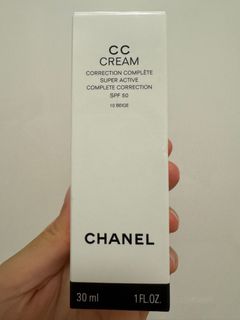 CC
CREAM
CORRECTION COMPLÈTE
SUPER ACTIVE
COMPLETE CORRECTION
SPF 50
10 BEIGE
CHANEL
30 ml 1 FL. OZ.